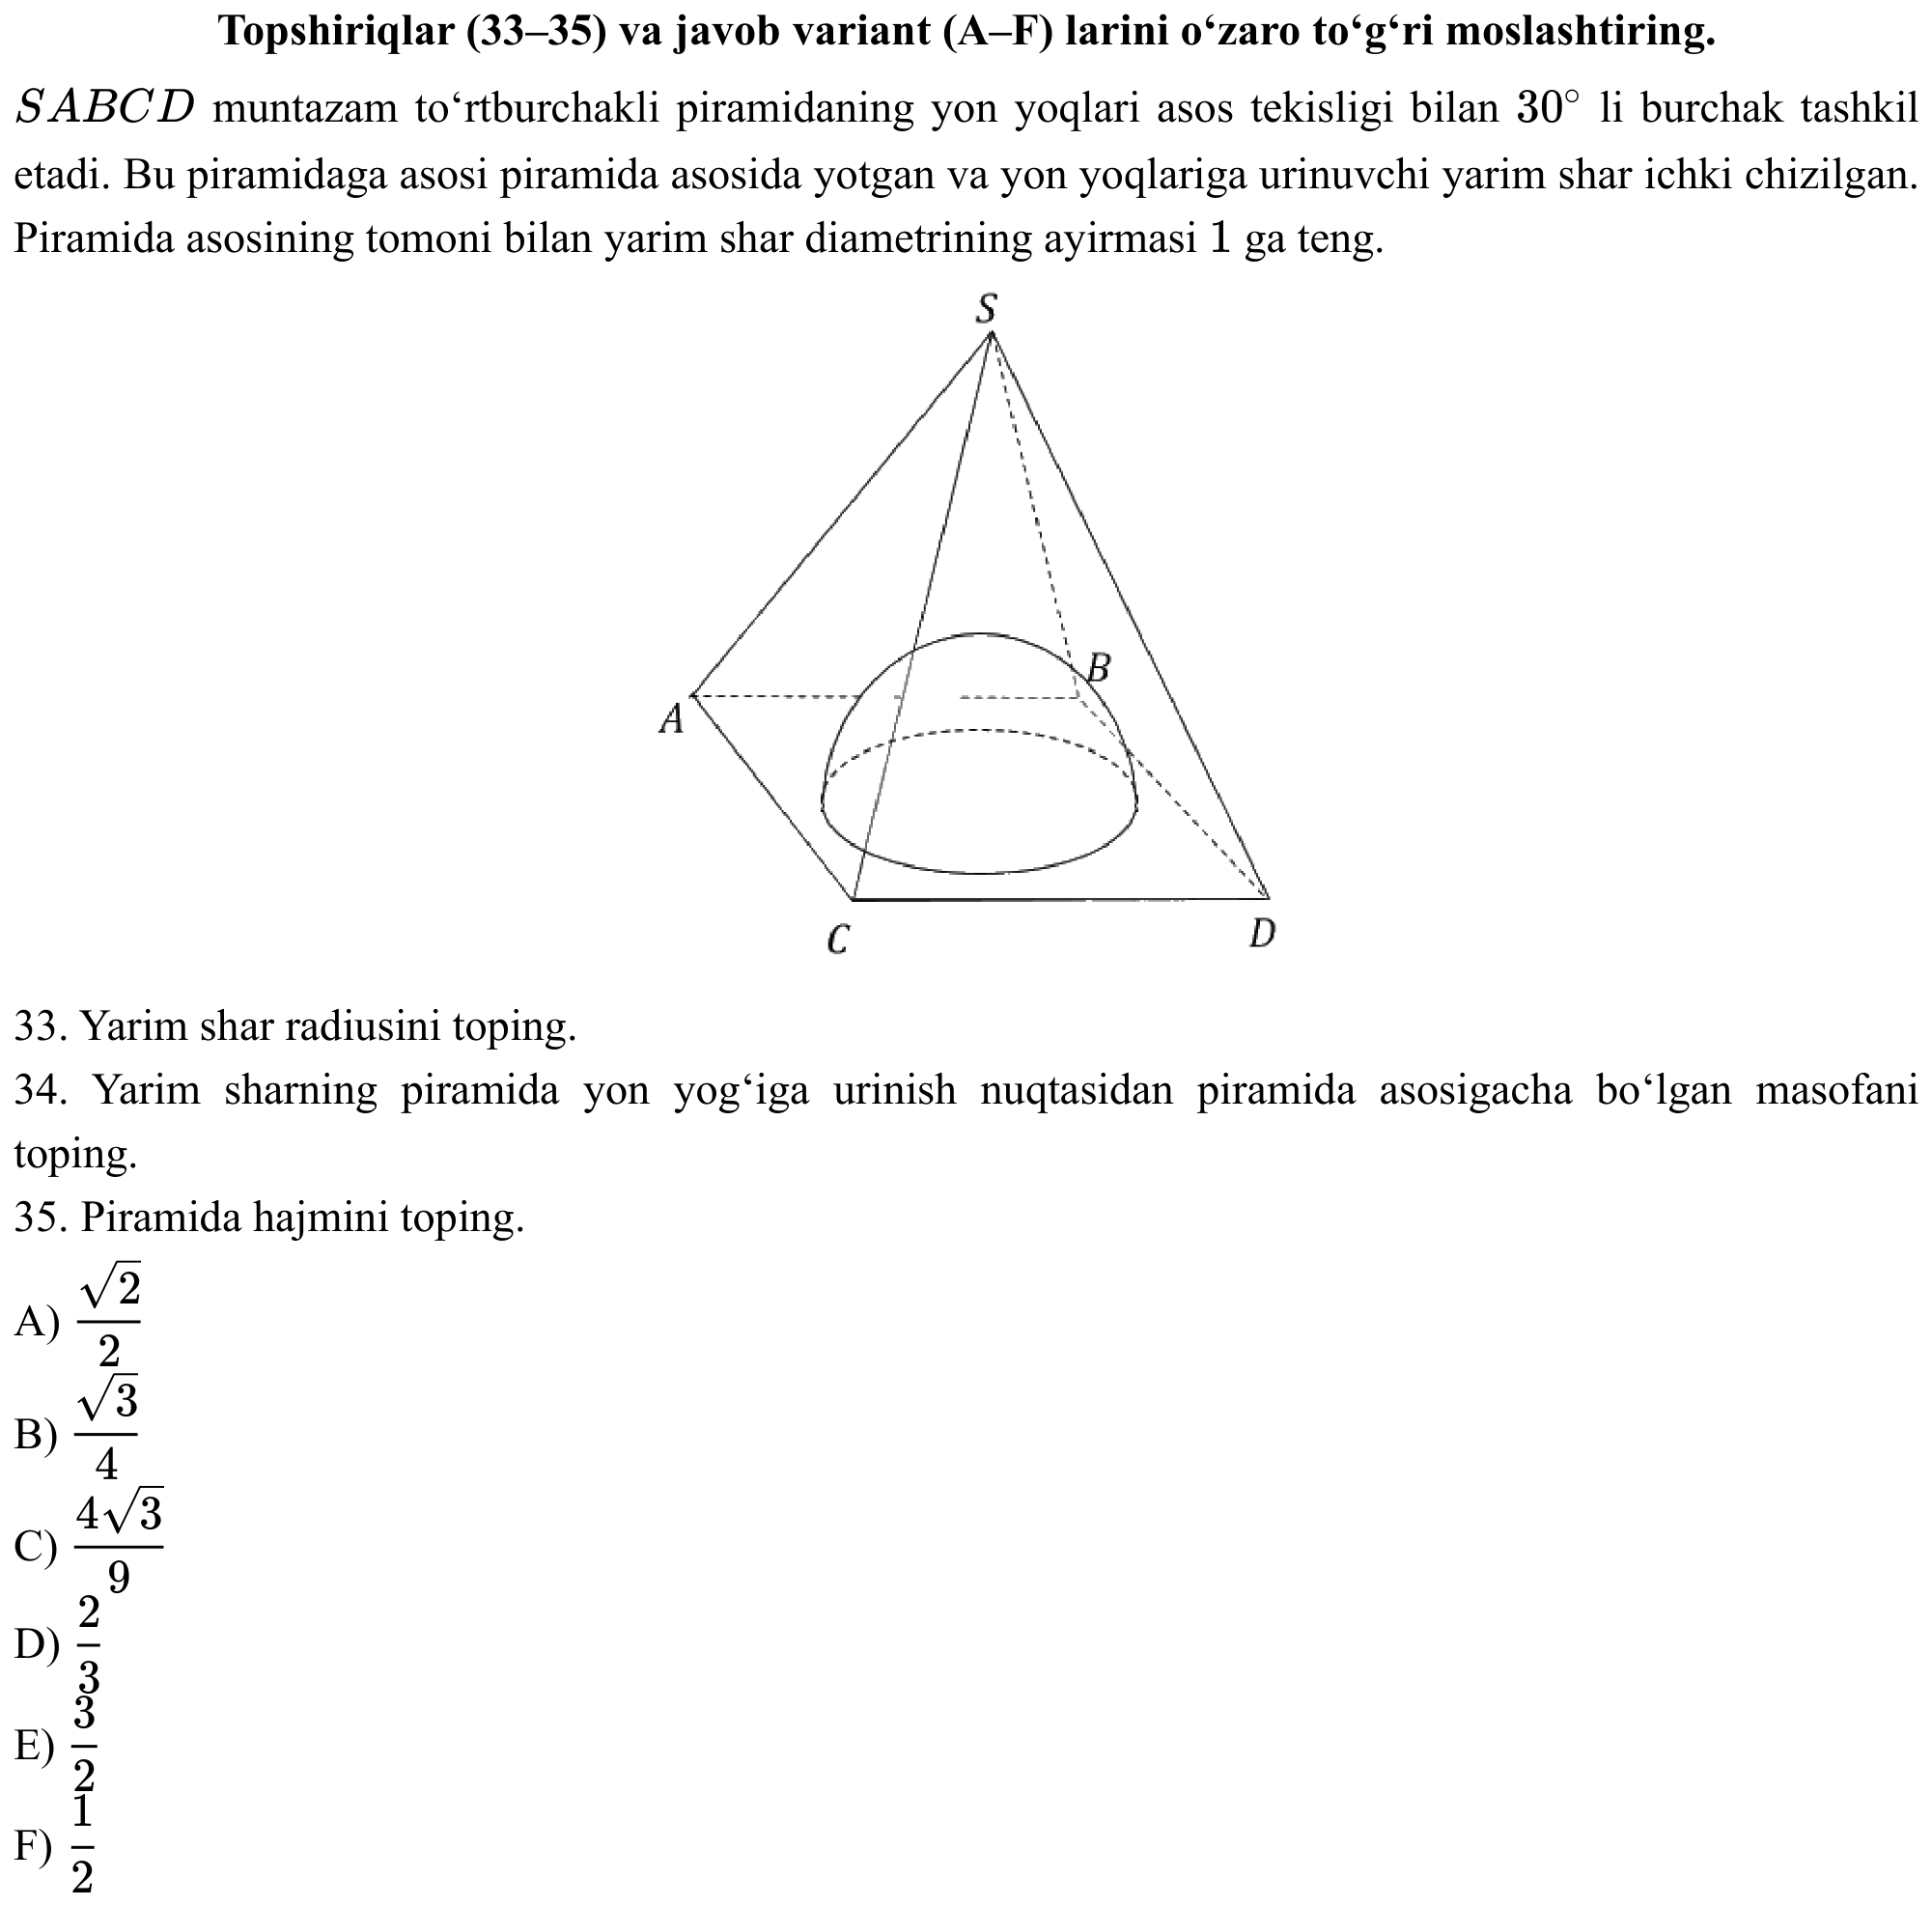 Topshiriqlar (33–35) va javob variant (A–F) larini o‘zaro to‘g‘ri moslashtiring.
SABCD muntazam to‘rtburchakli piramidaning yon yoqlari asos tekisligi bilan 30° li burchak tashkil
etadi. Bu piramidaga asosi piramida asosida yotgan va yon yoqlariga urinuvchi yarim shar ichki chizilgan.
Piramida asosining tomoni bilan yarim shar diametrining ayirmasi 1 ga teng.
S
B
A
C
D
33. Yarim shar radiusini toping.
34. Yarim sharning piramida yon yog‘iga urinish nuqtasidan piramida asosigacha bo‘lgan masofani
toping.
35. Piramida hajmini toping.
A) √2/2
B) √3/4
C) 4√3/9
D) 2/3
E) 3/2
F) 1/2